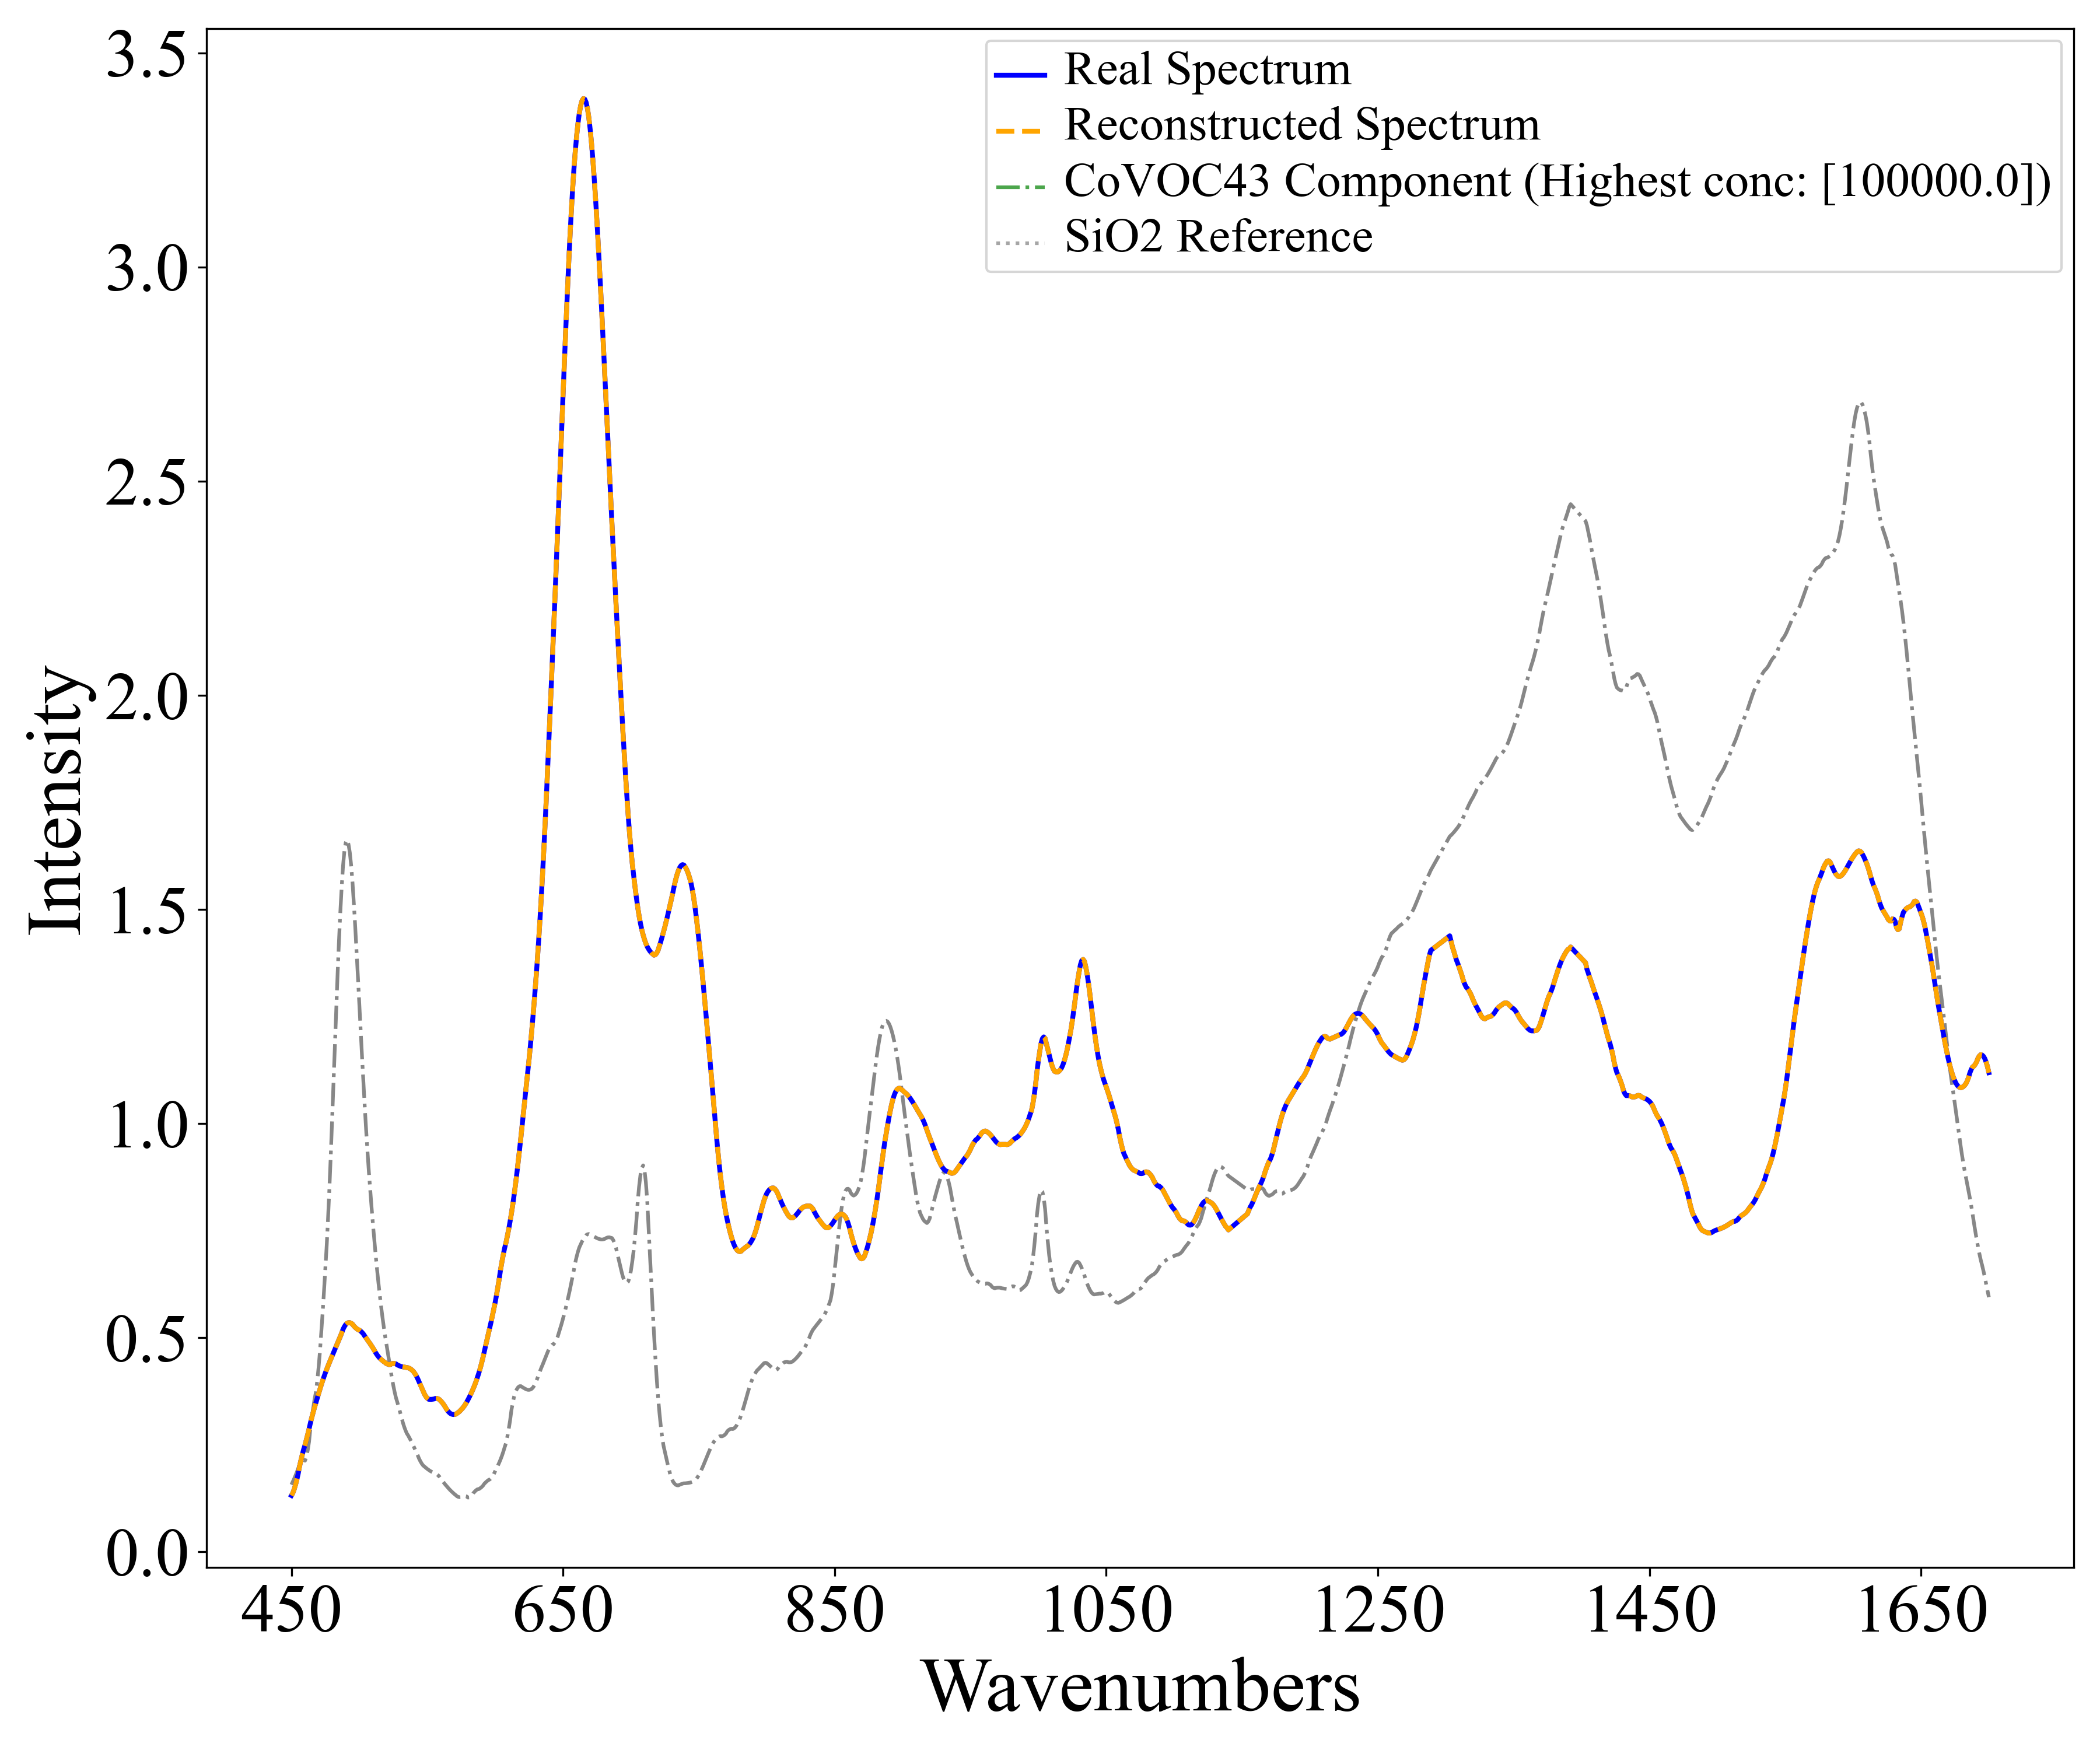 Real Spectrum
Reconstructed Spectrum
CoVOC43 Component (Highest conc: [100000.0])
SiO2 Reference
3.5
3.0
2.5
2.0
1.5
1.0
0.5
0.0
Intensity
450 650 850 1050 1250 1450 1650
Wavenumbers